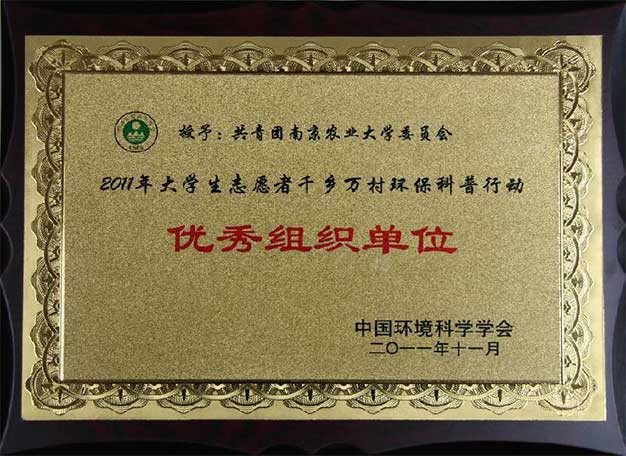 授予：共青团南京农业大学委员会
2011年大学生志愿者千乡万村环保科普行动
优秀组织单位
中国环境科学学会
二〇一一年十一月